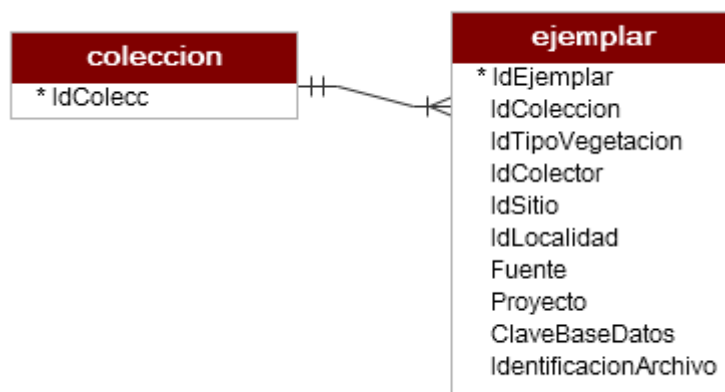 coleccion
* IdColecc
ejemplar
* IdEjemplar
IdColeccion
IdTipoVegetacion
IdColector
IdSitio
IdLocalidad
Fuente
Proyecto
ClaveBaseDatos
IdentificacionArchivo